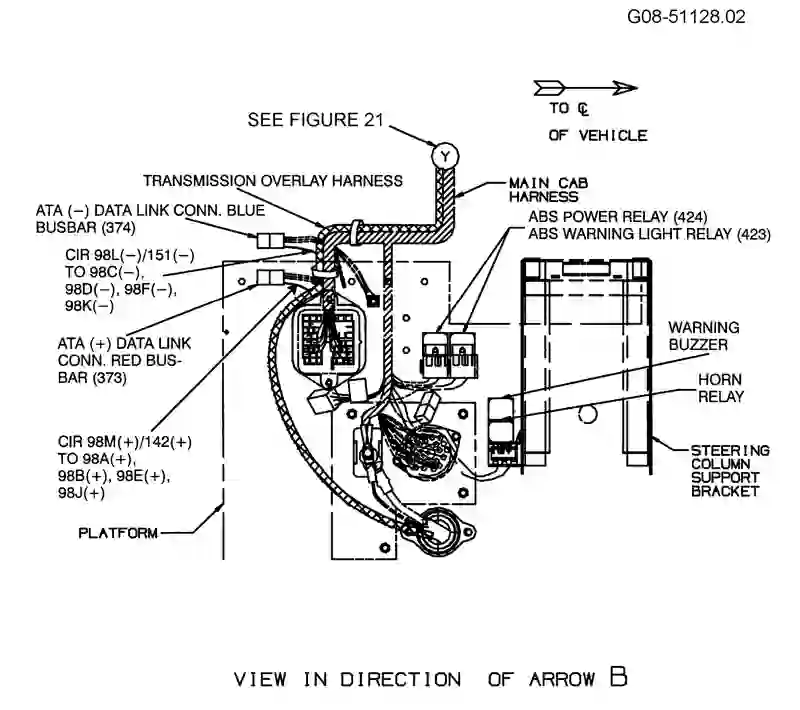 G08-51128.02
TO ℄
OF VEHICLE
SEE FIGURE 21
Y
TRANSMISSION OVERLAY HARNESS
MAIN CAB
HARNESS
ATA (–) DATA LINK CONN. BLUE
BUSBAR (374)
ABS POWER RELAY (424)
ABS WARNING LIGHT RELAY (423)
CIR 98L(–)/151(–)
TO 98C(–),
98D(–), 98F(–),
98K(–)
ATA (+) DATA LINK
CONN. RED BUS-
BAR (373)
WARNING
BUZZER
HORN
RELAY
CIR 98M(+)/142(+)
TO 98A(+),
98B(+), 98E(+),
98J(+)
STEERING
COLUMN
SUPPORT
BRACKET
PLATFORM
VIEW IN DIRECTION OF ARROW B